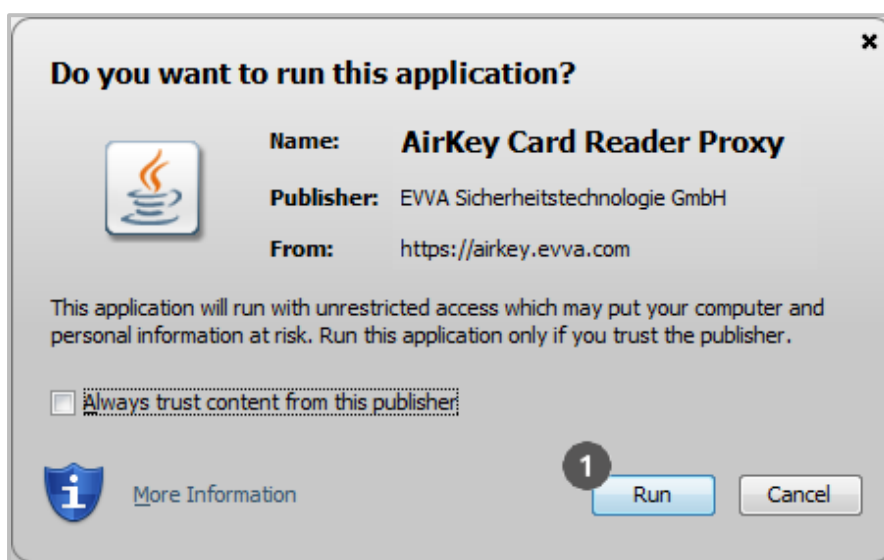 Do you want to run this application?
Name: AirKey Card Reader Proxy
Publisher: EVVA Sicherheitstechnologie GmbH
From: https://airkey.evva.com
This application will run with unrestricted access which may put your computer and
personal information at risk. Run this application only if you trust the publisher.
Always trust content from this publisher
More Information
1
Run
Cancel